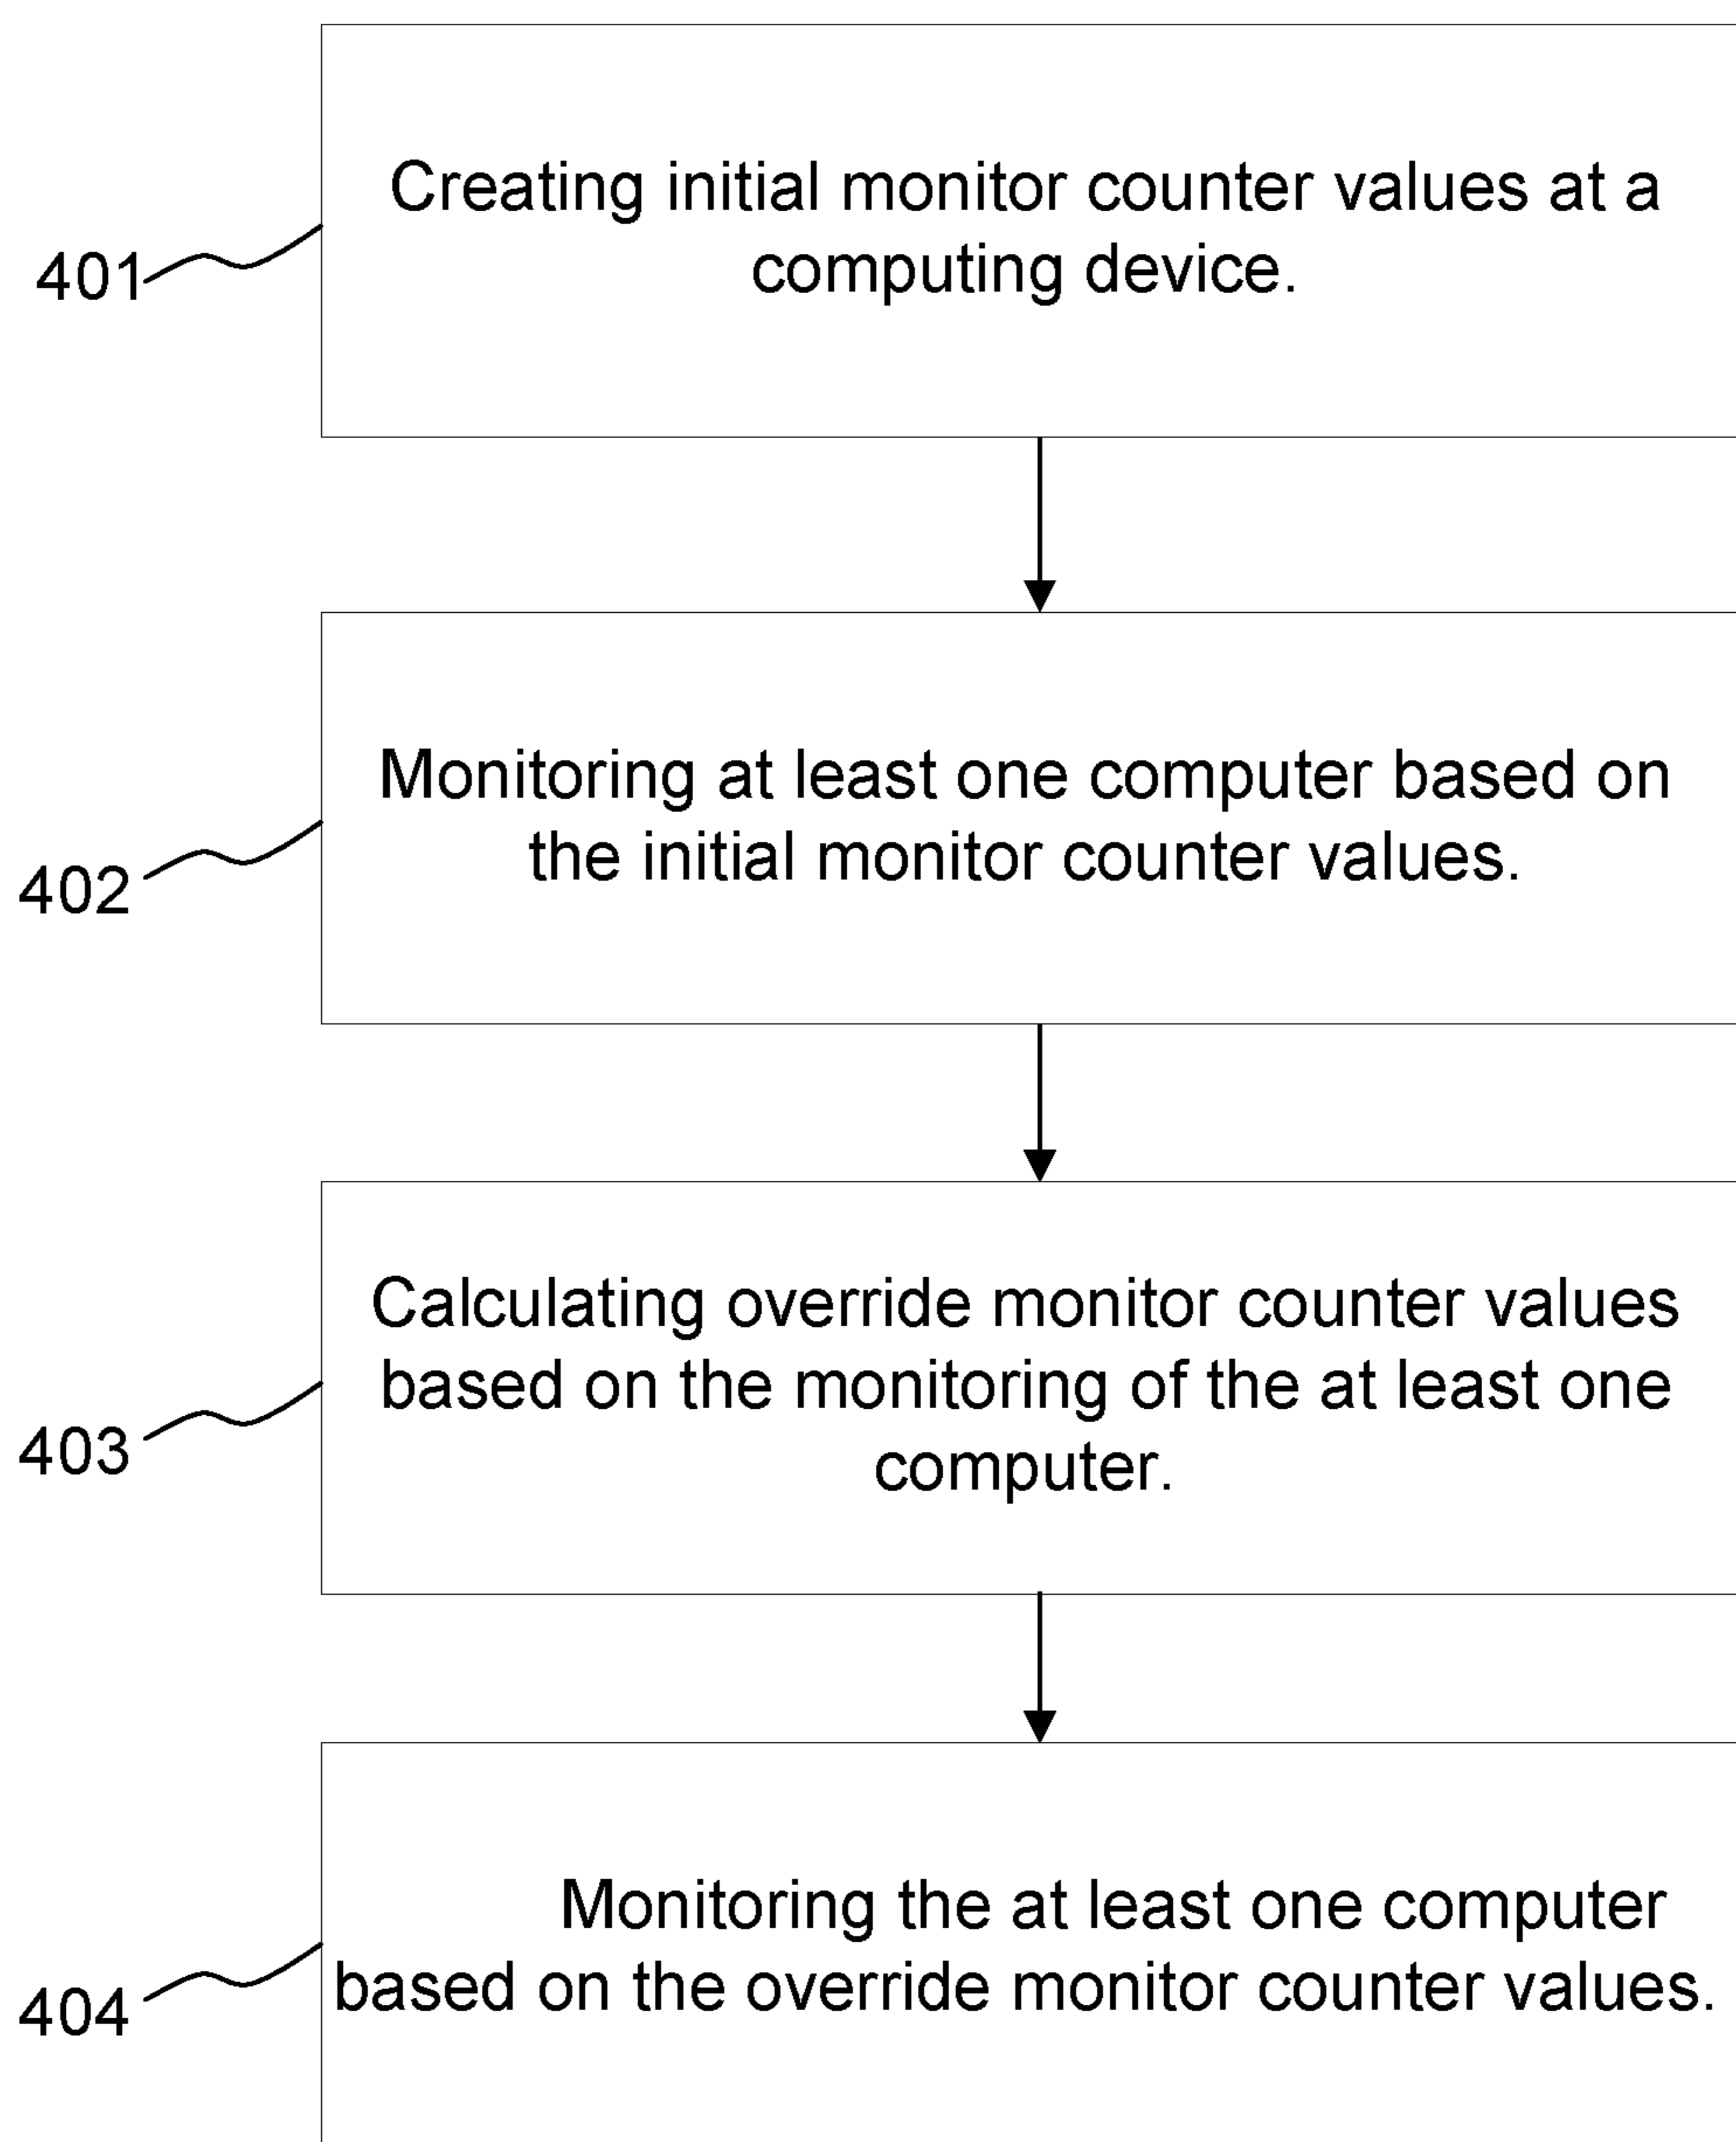 Creating initial monitor counter values at a
computing device.
401
Monitoring at least one computer based on
the initial monitor counter values.
402
Calculating override monitor counter values
based on the monitoring of the at least one
computer.
403
Monitoring the at least one computer
based on the override monitor counter values.
404